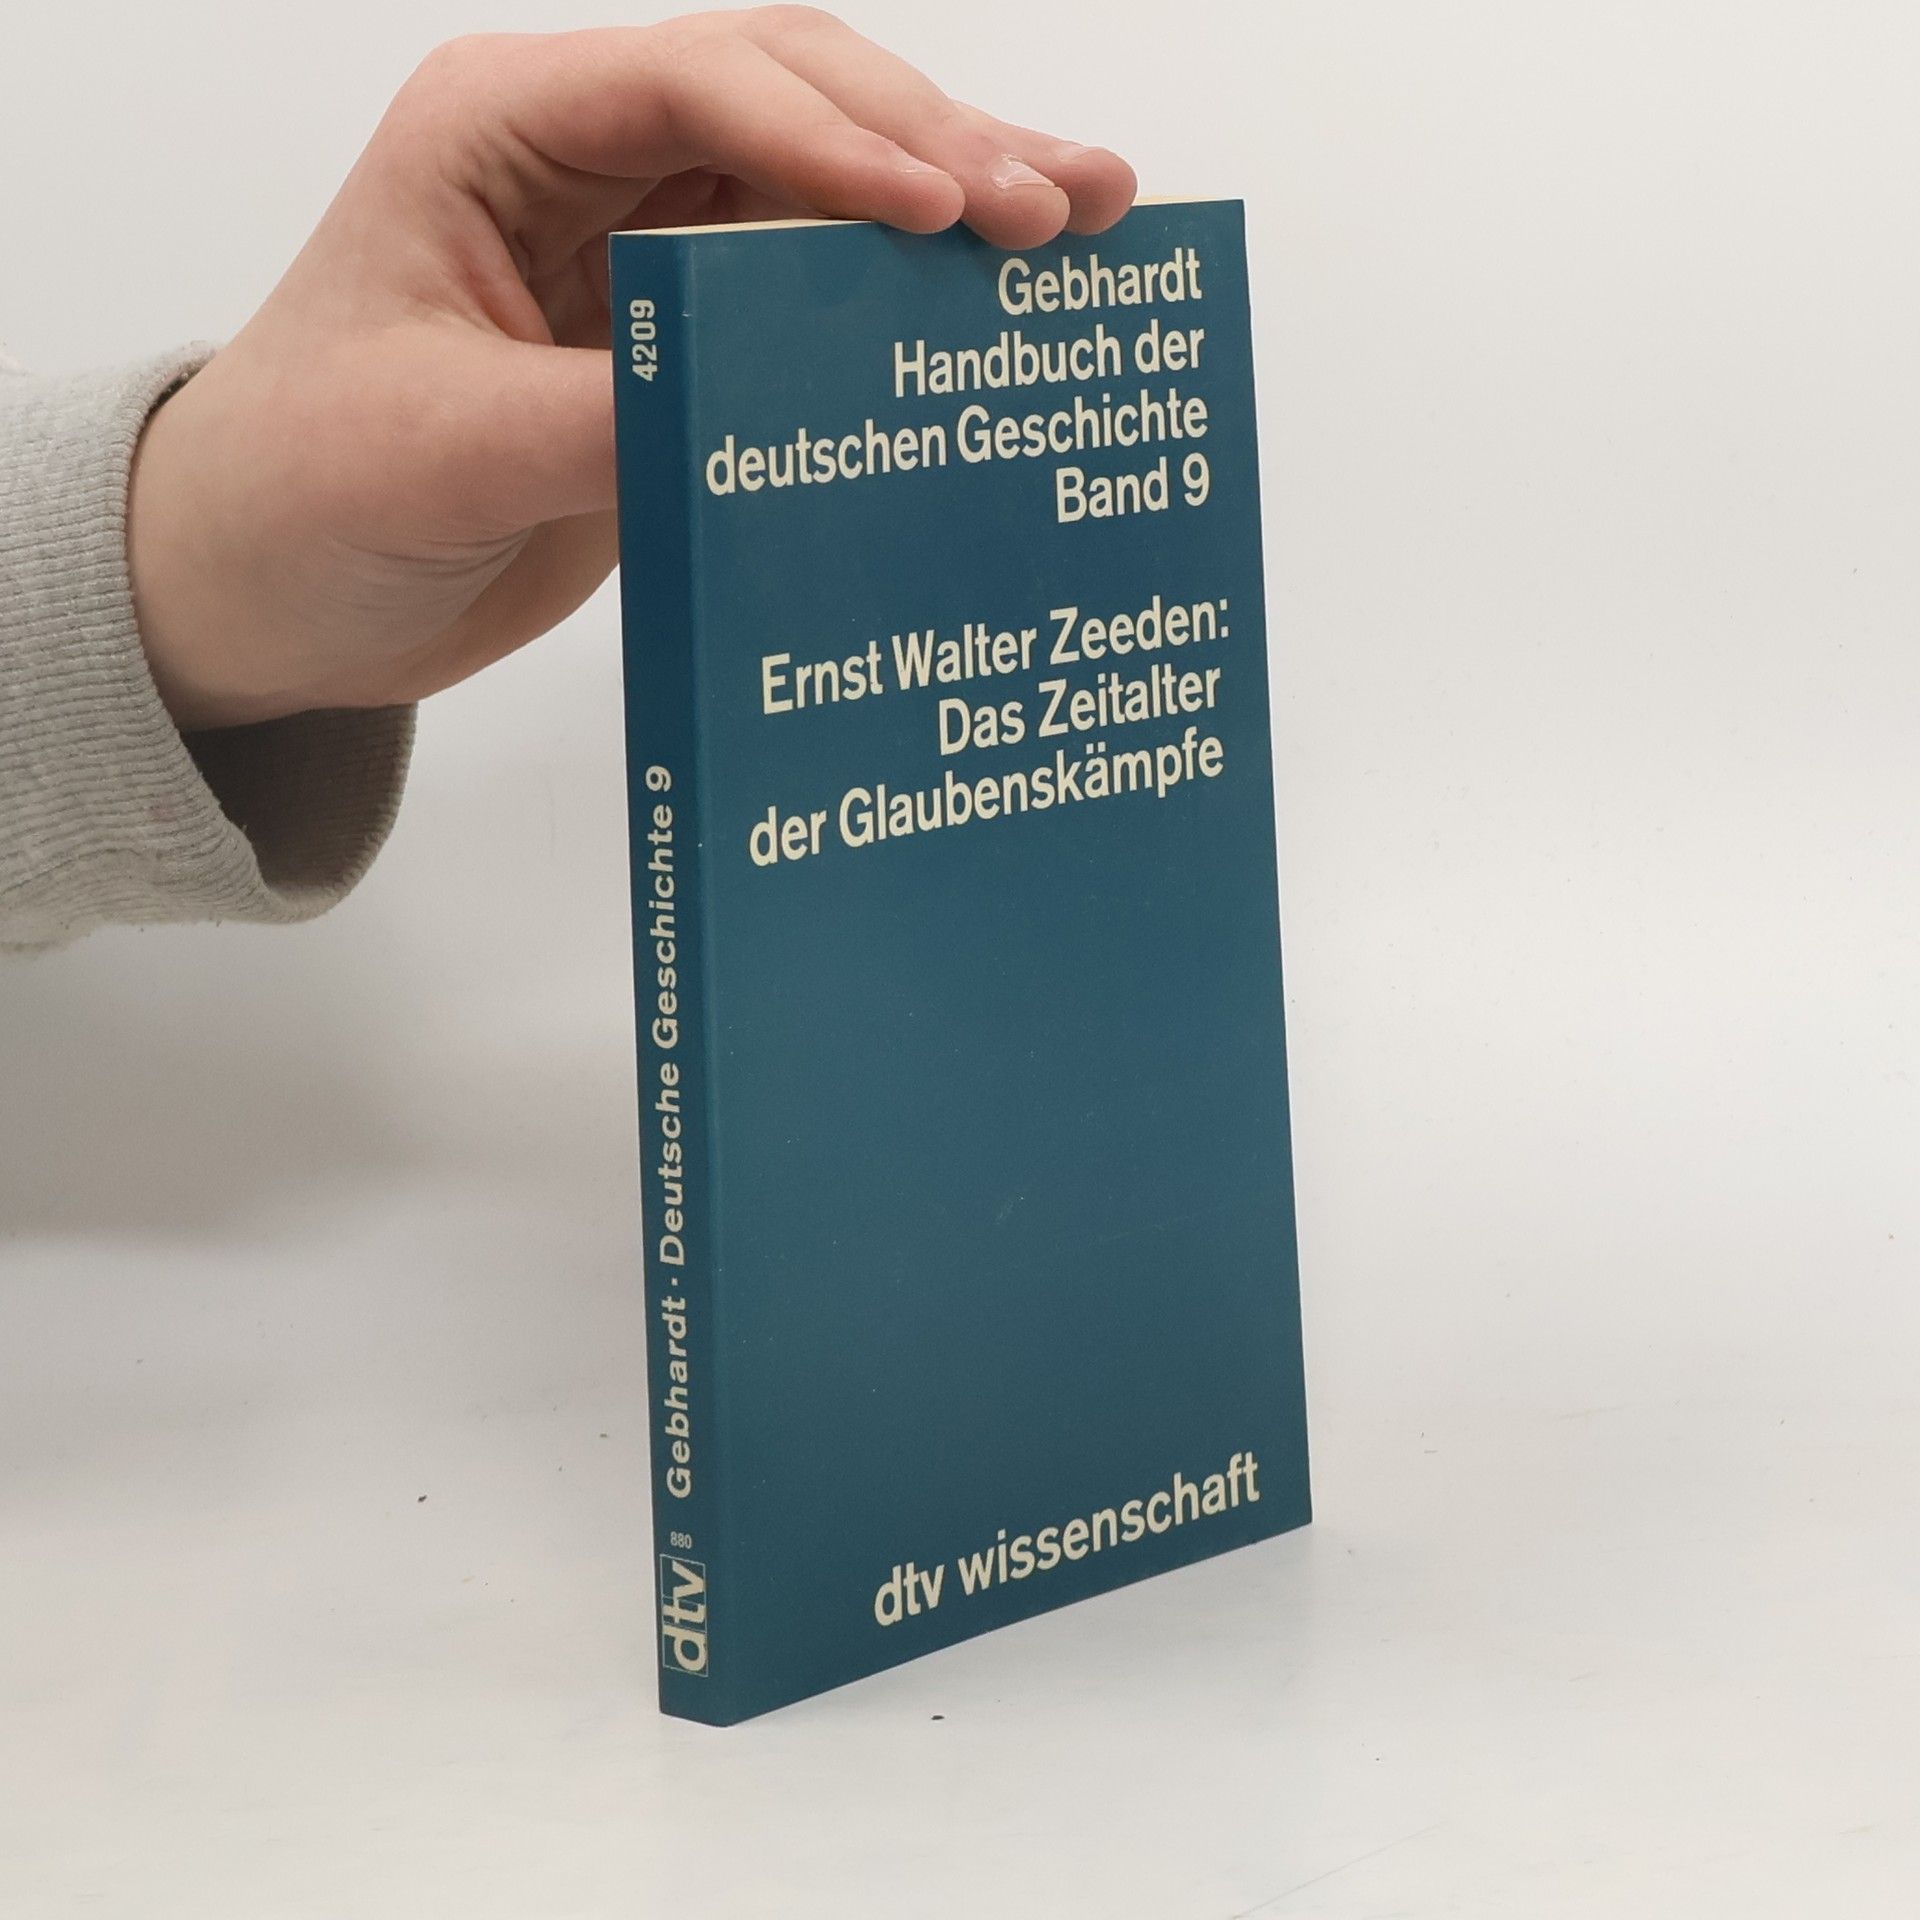 Gebhardt
Handbuch der
deutschen Geschichte
Band 9
Ernst Walter Zeeden:
Das Zeitalter
der Glaubenskämpfe
dtv wissenschaft
4209
Gebhardt · Deutsche Geschichte 9
880
dtv